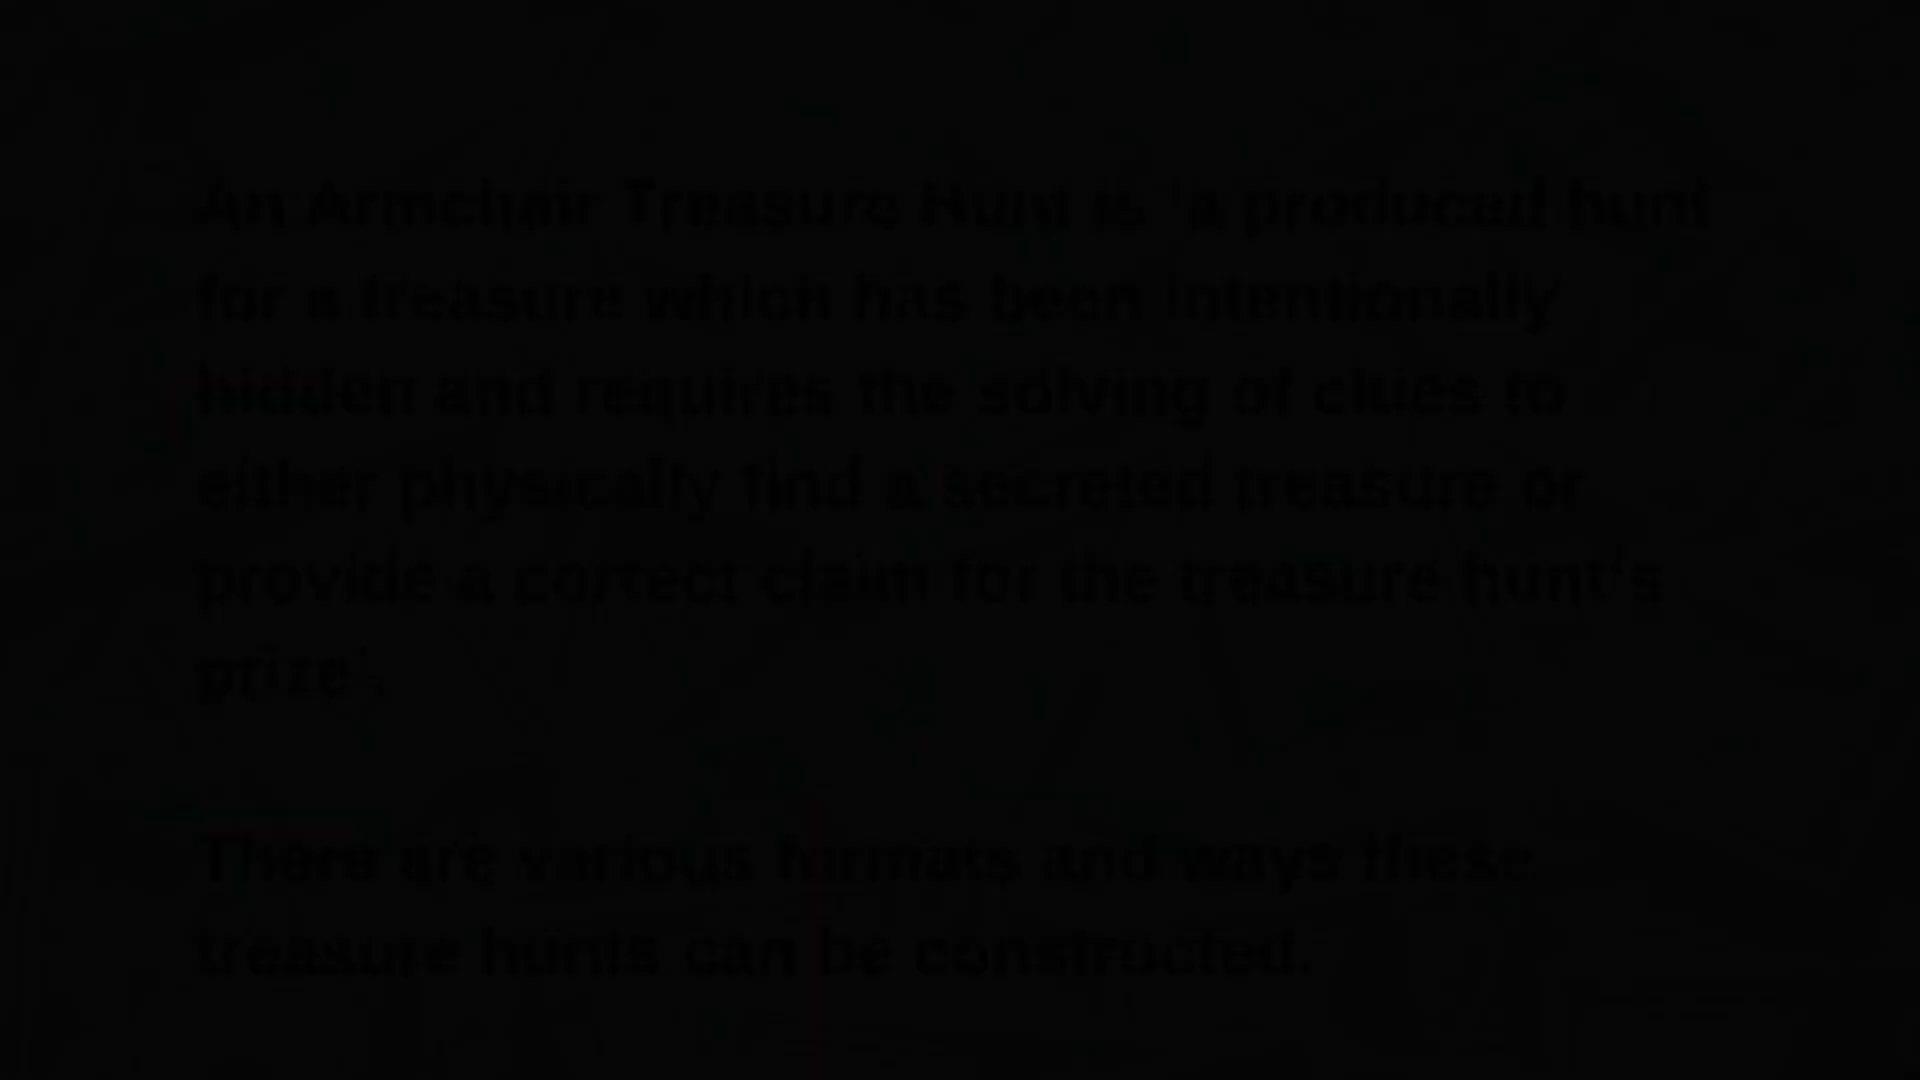 An Armchair Treasure Hunt is 'a produced hunt
for a treasure which has been intentionally
hidden and requires the solving of clues to
either physically find a secreted treasure or
provide a correct claim for the treasure hunt's
prize'.
There are various formats and ways these
treasure hunts can be constructed.